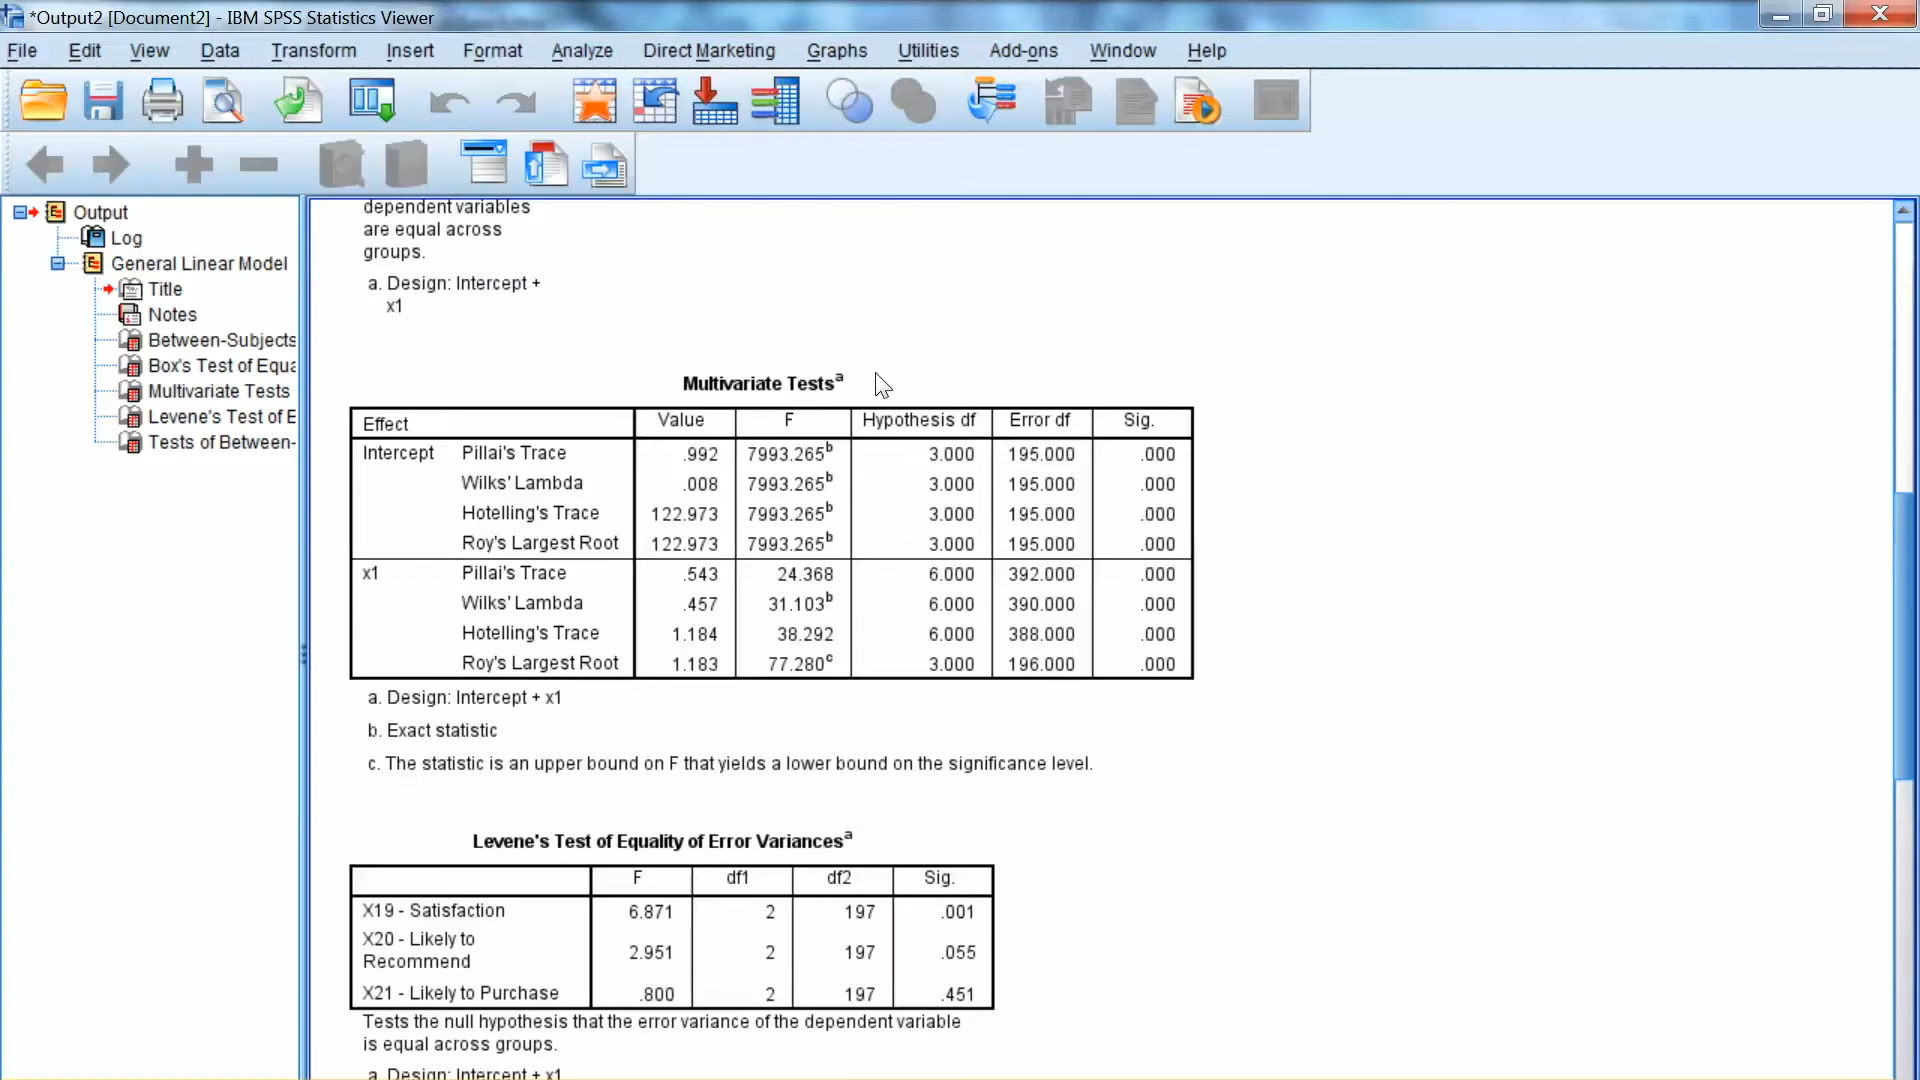 *Output2 [Document2] - IBM SPSS Statistics Viewer
File Edit View Data Transform Insert Format Analyze Direct Marketing Graphs Utilities Add-ons Window Help
Output
Log
General Linear Model
Title
Notes
Between-Subjects
Box's Test of Equa
Multivariate Tests
Levene's Test of E
Tests of Between-
dependent variables
are equal across
groups.
a. Design: Intercept +
x1
Multivariate Testsa
Effect Value F Hypothesis df Error df Sig.
Intercept Pillai's Trace .992 7993.265b 3.000 195.000 .000
Wilks' Lambda .008 7993.265b 3.000 195.000 .000
Hotelling's Trace 122.973 7993.265b 3.000 195.000 .000
Roy's Largest Root 122.973 7993.265b 3.000 195.000 .000
x1 Pillai's Trace .543 24.368 6.000 392.000 .000
Wilks' Lambda .457 31.103b 6.000 390.000 .000
Hotelling's Trace 1.184 38.292 6.000 388.000 .000
Roy's Largest Root 1.183 77.280c 3.000 196.000 .000
a. Design: Intercept + x1
b. Exact statistic
c. The statistic is an upper bound on F that yields a lower bound on the significance level.
Levene's Test of Equality of Error Variancesa
F df1 df2 Sig.
X19 - Satisfaction 6.871 2 197 .001
X20 - Likely to
Recommend 2.951 2 197 .055
X21 - Likely to Purchase .800 2 197 .451
Tests the null hypothesis that the error variance of the dependent variable
is equal across groups.
a. Design: Intercept + x1